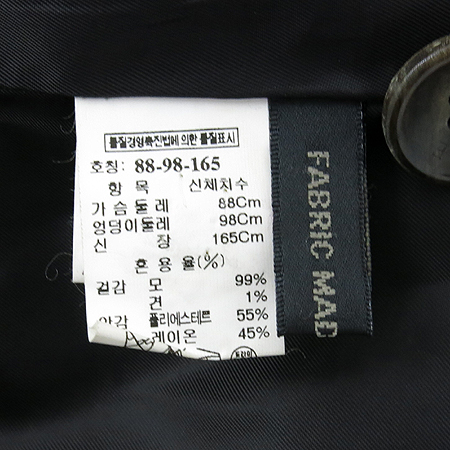 품질경영촉진법에 의한 품질표시
호칭: 88-98-165
항 목 신체치수
가슴둘레 88Cm
엉덩이둘레 98Cm
신 장 165Cm
혼용율(%)
겉감 모 99%
견 1%
안감 폴리에스테르 55%
레이온 45%
드라이
FABRIC MAD